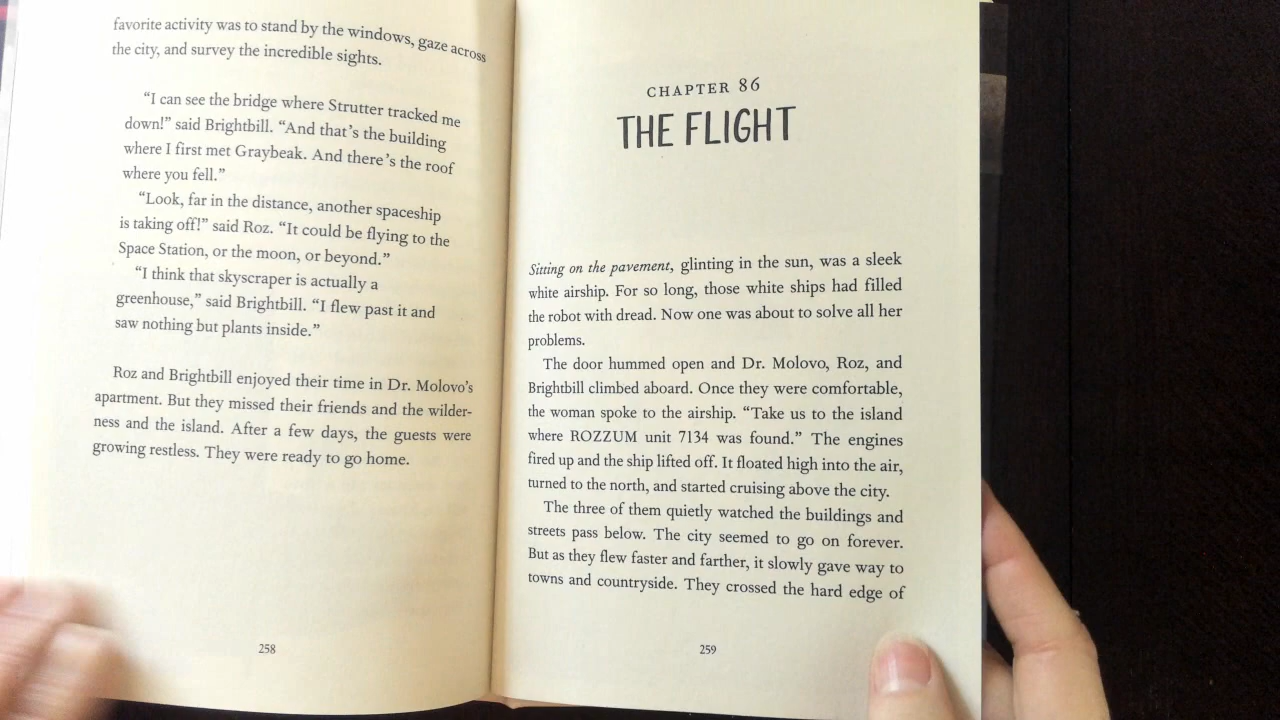 favorite activity was to stand by the windows, gaze across
the city, and survey the incredible sights.
“I can see the bridge where Strutter tracked me
down!” said Brightbill. “And that’s the building
where I first met Graybeak. And there’s the roof
where you fell.”
“Look, far in the distance, another spaceship
is taking off!” said Roz. “It could be flying to the
Space Station, or the moon, or beyond.”
“I think that skyscraper is actually a
greenhouse,” said Brightbill. “I flew past it and
saw nothing but plants inside.”
Roz and Brightbill enjoyed their time in Dr. Molovo’s
apartment. But they missed their friends and the wilder-
ness and the island. After a few days, the guests were
growing restless. They were ready to go home.
258
CHAPTER 86
THE FLIGHT
Sitting on the pavement, glinting in the sun, was a sleek
white airship. For so long, those white ships had filled
the robot with dread. Now one was about to solve all her
problems.
The door hummed open and Dr. Molovo, Roz, and
Brightbill climbed aboard. Once they were comfortable,
the woman spoke to the airship. “Take us to the island
where ROZZUM unit 7134 was found.” The engines
fired up and the ship lifted off. It floated high into the air,
turned to the north, and started cruising above the city.
The three of them quietly watched the buildings and
streets pass below. The city seemed to go on forever.
But as they flew faster and farther, it slowly gave way to
towns and countryside. They crossed the hard edge of
259